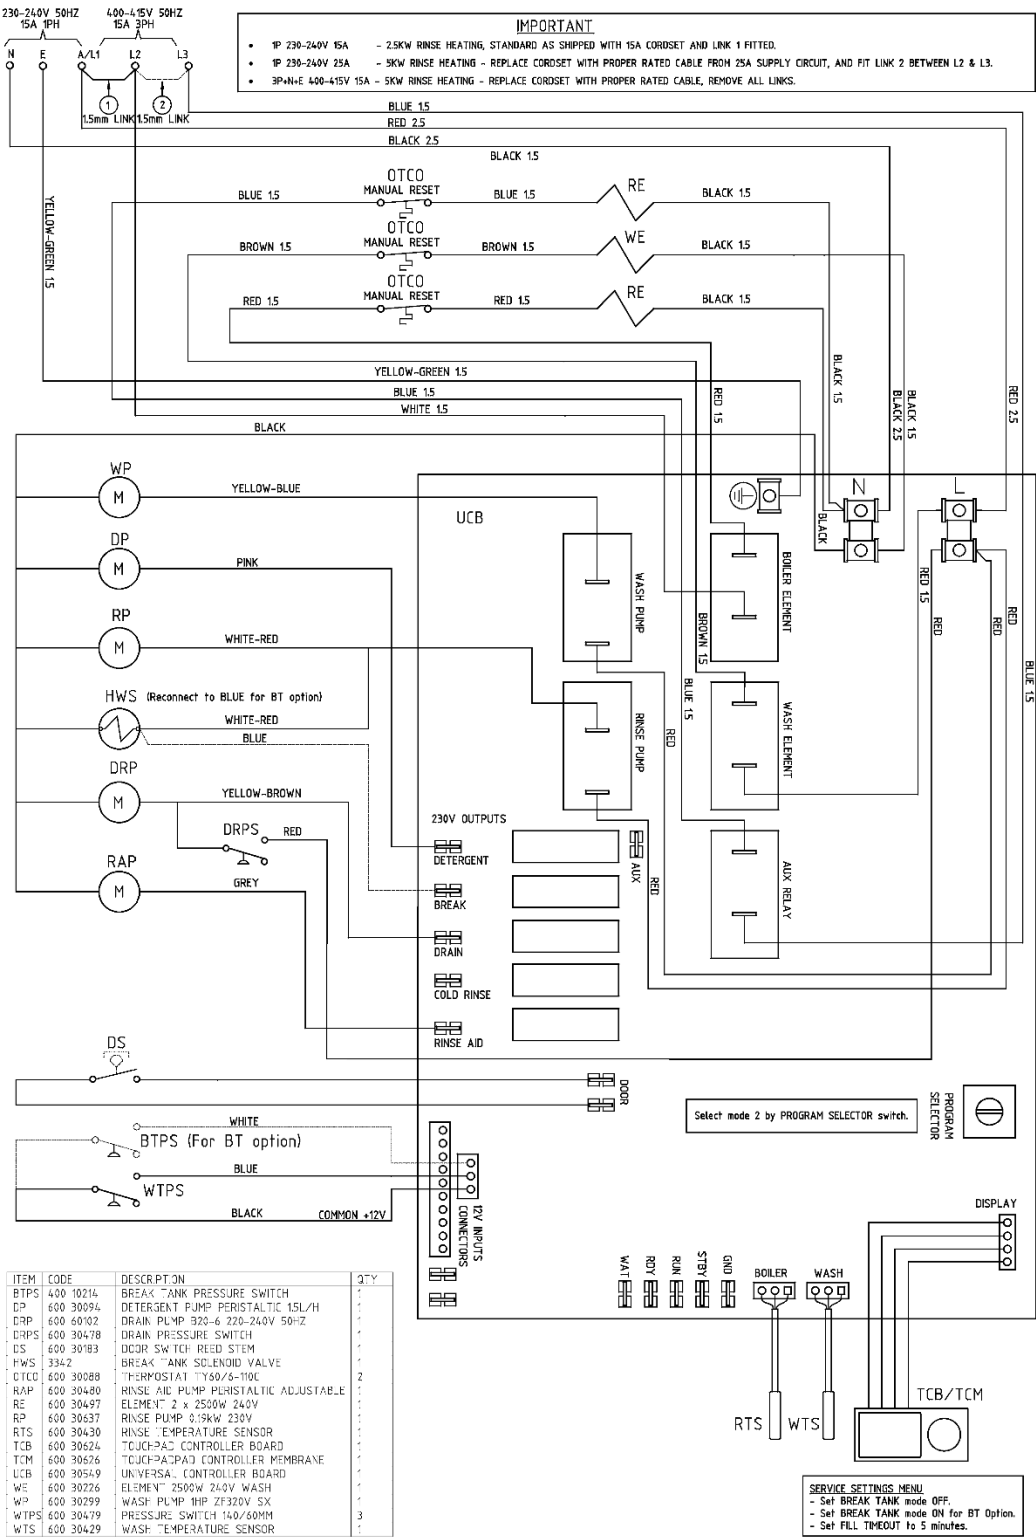 230-240V 50HZ
15A 1PH
400-415V 50HZ
15A 3PH
N E A/L1 L2 L3
1
2
1.5mm LINK
1.5mm LINK
IMPORTANT
• 1P 230-240V 15A - 2.5KW RINSE HEATING, STANDARD AS SHIPPED WITH 15A CORDSET AND LINK 1 FITTED.
• 1P 230-240V 25A - 5KW RINSE HEATING - REPLACE CORDSET WITH PROPER RATED CABLE FROM 25A SUPPLY CIRCUIT, AND FIT LINK 2 BETWEEN L2 & L3.
• 3P+N+E 400-415V 15A - 5KW RINSE HEATING - REPLACE CORDSET WITH PROPER RATED CABLE, REMOVE ALL LINKS.
BLUE 1.5
RED 2.5
BLACK 2.5
BLACK 1.5
YELLOW-GREEN 1.5
OTCO
MANUAL RESET
BLUE 1.5
BLUE 1.5
RE
BLACK 1.5
OTCO
MANUAL RESET
BROWN 1.5
BROWN 1.5
WE
BLACK 1.5
OTCO
MANUAL RESET
RED 1.5
RED 1.5
RE
BLACK 1.5
YELLOW-GREEN 1.5
BLUE 1.5
WHITE 1.5
BLACK
RED 1.5
BLACK 1.5
BLACK 2.5
BLACK 1.5
RED 2.5
WP
M
YELLOW-BLUE
DP
M
PINK
RP
M
WHITE-RED
HWS (Reconnect to BLUE for BT option)
WHITE-RED
BLUE
DRP
M
YELLOW-BROWN
DRPS
RED
RAP
M
GREY
UCB
N
L
BLACK
WASH PUMP
BOILER ELEMENT
RINSE PUMP
WASH ELEMENT
AUX RELAY
BROWN 1.5
BLUE 1.5
RED
RED
RED 1.5
RED
RED
RED
BLUE 1.5
230V OUTPUTS
DETERGENT
BREAK
DRAIN
COLD RINSE
RINSE AID
AUX
DS
DOOR
WHITE
BTPS (For BT option)
BLUE
WTPS
BLACK
COMMON +12V
12V INPUTS
CONNECTORS
Select mode 2 by PROGRAM SELECTOR switch.
PROGRAM
SELECTOR
DISPLAY
WAT
RDY
RUN
STBY
GND
BOILER
WASH
RTS
WTS
TCB/TCM
ITEM CODE DESCRIPTION QTY
BTPS 400 10214 BREAK TANK PRESSURE SWITCH 1
DP 600 30094 DETERGENT PUMP PERISTALTIC 1.5L/H 1
DRP 600 60102 DRAIN PUMP B20-6 220-240V 50HZ 1
DRPS 600 30478 DRAIN PRESSURE SWITCH 1
DS 600 30183 DOOR SWITCH REED STEM 1
HWS 3342 BREAK TANK SOLENOID VALVE 1
OTCO 600 30088 THERMOSTAT TY60/6-110C 2
RAP 600 30480 RINSE AID PUMP PERISTALTIC ADJUSTABLE 1
RE 600 30497 ELEMENT 2 x 2500W 240V 1
RP 600 30637 RINSE PUMP 0.19kW 230V 1
RTS 600 30430 RINSE TEMPERATURE SENSOR 1
TCB 600 30624 TOUCHPAD CONTROLLER BOARD 1
TCM 600 30626 TOUCHPADPAD CONTROLLER MEMBRANE 1
UCB 600 30549 UNIVERSAL CONTROLLER BOARD 1
WE 600 30226 ELEMENT 2500W 240V WASH 1
WP 600 30299 WASH PUMP 1HP ZF320V SX 1
WTPS 600 30479 PRESSURE SWITCH 140/60MM 3
WTS 600 30429 WASH TEMPERATURE SENSOR 1
SERVICE SETTINGS MENU
- Set BREAK TANK mode OFF.
- Set BREAK TANK mode ON for BT Option.
- Set FILL TIMEOUT to 5 minutes.